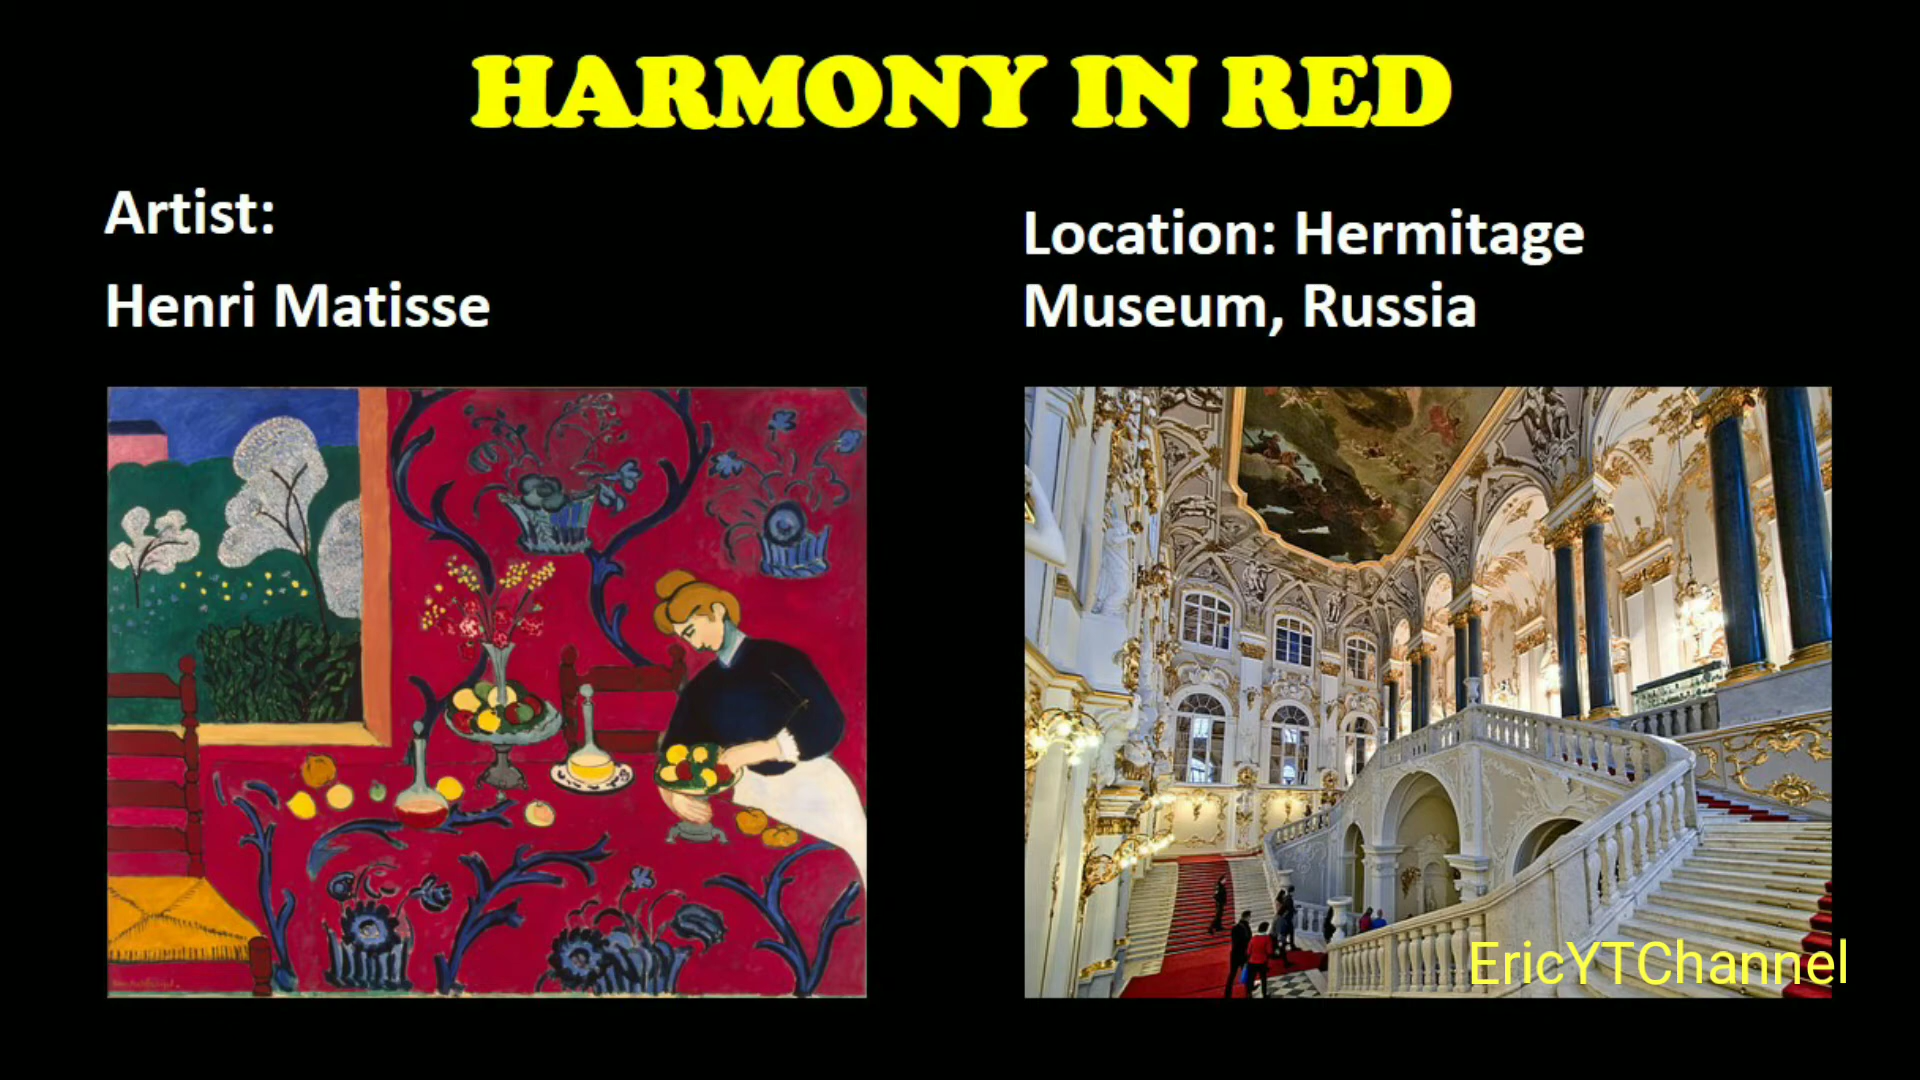 HARMONY IN RED
Artist:
Henri Matisse
Location: Hermitage
Museum, Russia
EricYTChannel